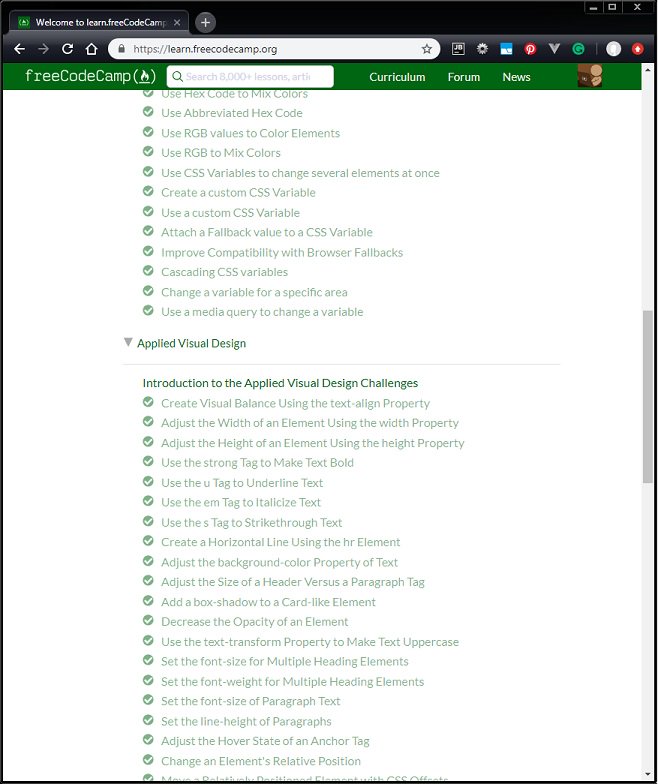 Welcome to learn.freeCodeCamp
https://learn.freecodecamp.org
JB
freeCodeCamp
Search 8,000+ lessons, artic
Curriculum
Forum
News
Use Hex Code to Mix Colors
Use Abbreviated Hex Code
Use RGB values to Color Elements
Use RGB to Mix Colors
Use CSS Variables to change several elements at once
Create a custom CSS Variable
Use a custom CSS Variable
Attach a Fallback value to a CSS Variable
Improve Compatibility with Browser Fallbacks
Cascading CSS variables
Change a variable for a specific area
Use a media query to change a variable
Applied Visual Design
Introduction to the Applied Visual Design Challenges
Create Visual Balance Using the text-align Property
Adjust the Width of an Element Using the width Property
Adjust the Height of an Element Using the height Property
Use the strong Tag to Make Text Bold
Use the u Tag to Underline Text
Use the em Tag to Italicize Text
Use the s Tag to Strikethrough Text
Create a Horizontal Line Using the hr Element
Adjust the background-color Property of Text
Adjust the Size of a Header Versus a Paragraph Tag
Add a box-shadow to a Card-like Element
Decrease the Opacity of an Element
Use the text-transform Property to Make Text Uppercase
Set the font-size for Multiple Heading Elements
Set the font-weight for Multiple Heading Elements
Set the font-size of Paragraph Text
Set the line-height of Paragraphs
Adjust the Hover State of an Anchor Tag
Change an Element's Relative Position
Move a Relatively Positioned Element with CSS Offsets